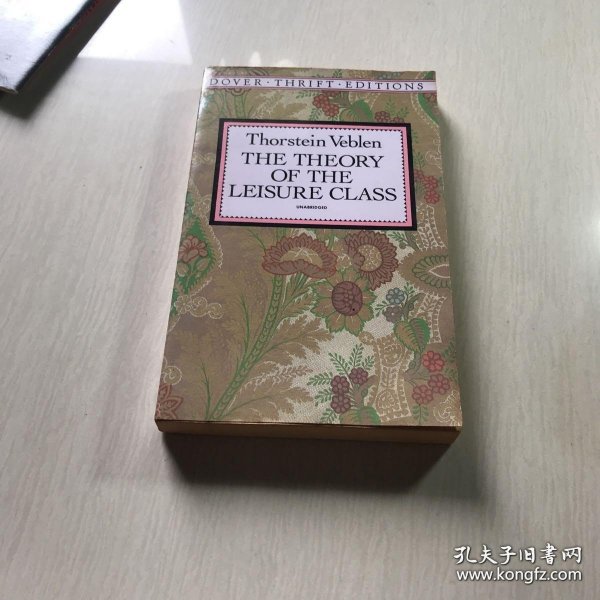 DOVER · THRIFT · EDITIONS
Thorstein Veblen
THE THEORY
OF THE
LEISURE CLASS
UNABRIDGED
孔夫子旧书网
www.kongfz.com